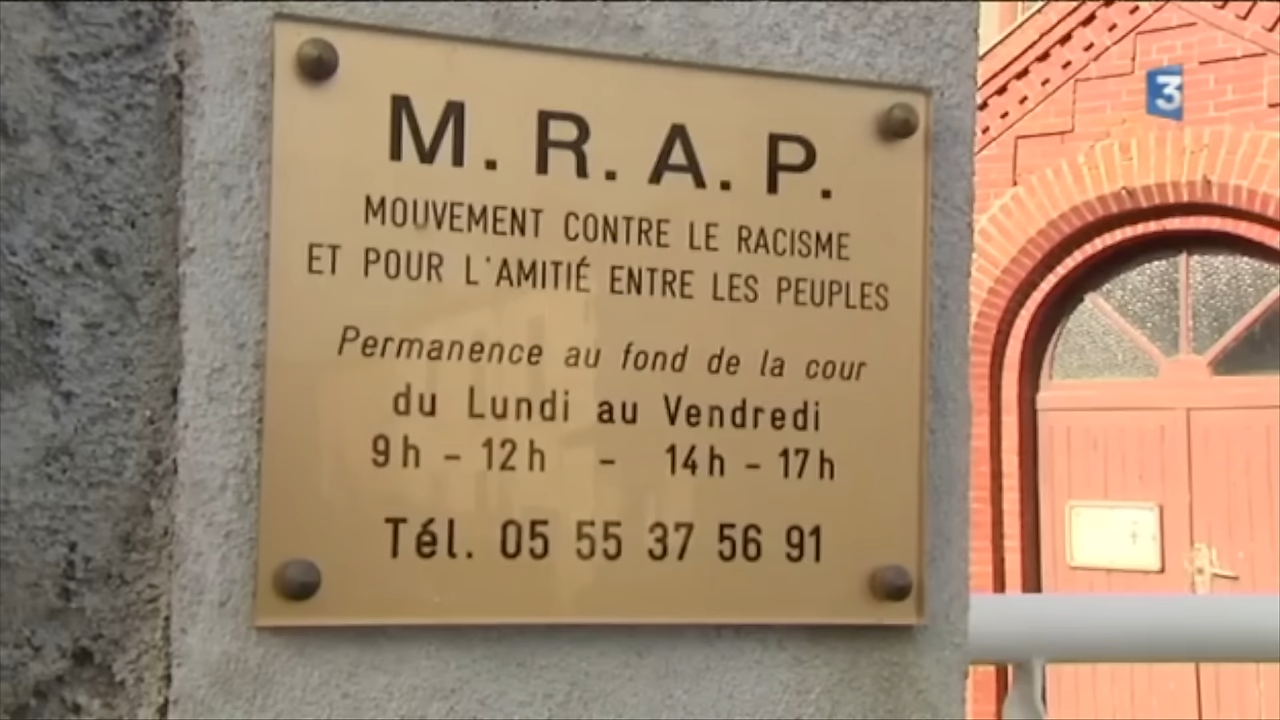 M.R.A.P.
MOUVEMENT CONTRE LE RACISME
ET POUR L'AMITIÉ ENTRE LES PEUPLES
Permanence au fond de la cour
du Lundi au Vendredi
9h - 12h - 14h - 17h
Tél. 05 55 37 56 91
3